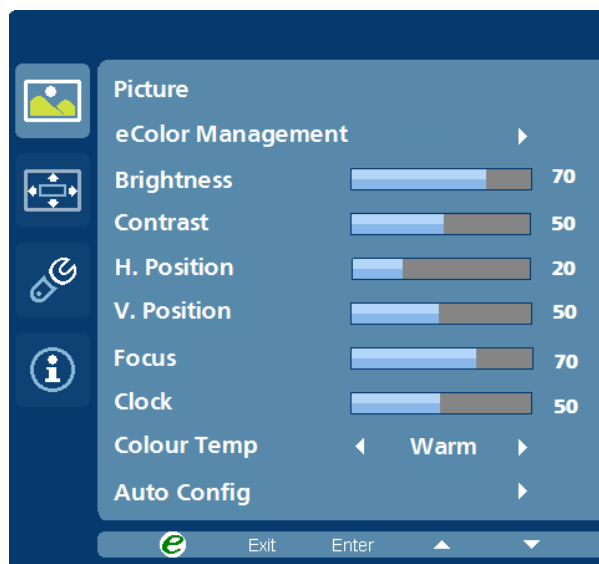 Picture
eColor Management
Brightness 70
Contrast 50
H. Position 20
V. Position 50
Focus 70
Clock 50
Colour Temp Warm
Auto Config
e Exit Enter